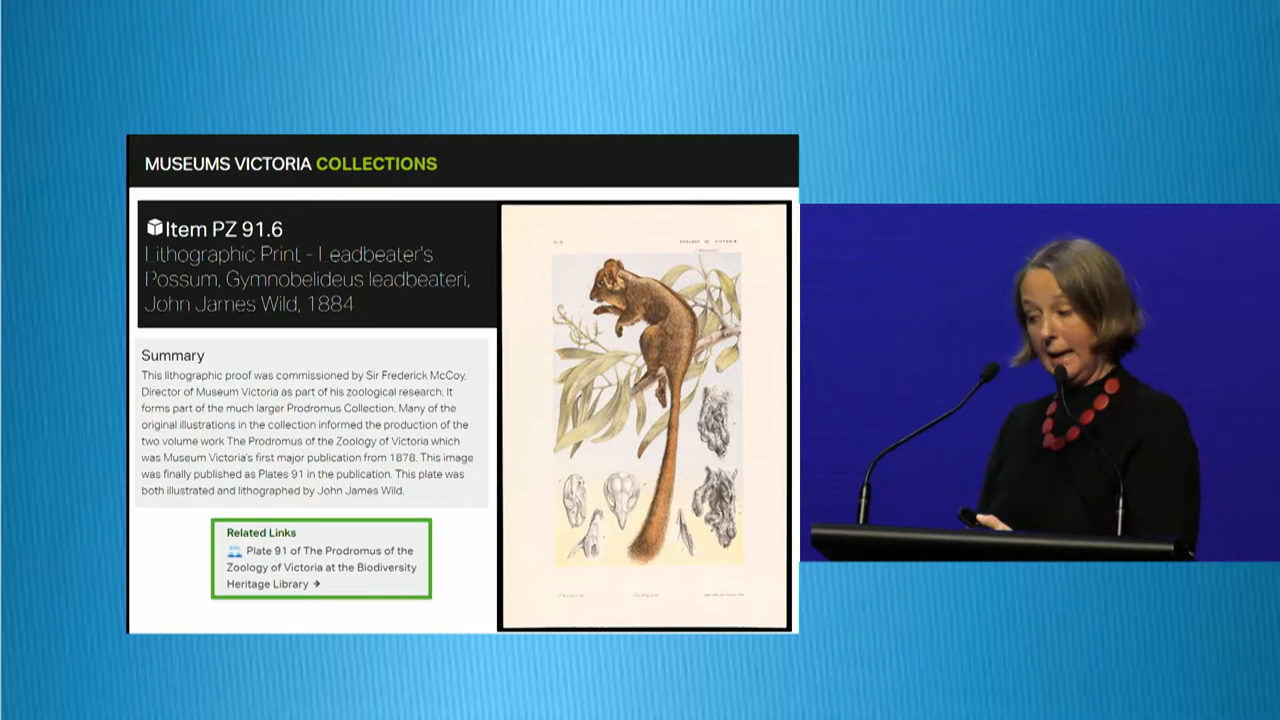 MUSEUMS VICTORIA COLLECTIONS
Item PZ 91.6
Lithographic Print - Leadbeater's
Possum, Gymnobelideus leadbeateri,
John James Wild, 1884
Summary
This lithographic proof was commissioned by Sir Frederick McCoy,
Director of Museum Victoria as part of his zoological research. It
forms part of the much larger Prodromus Collection. Many of the
original illustrations in the collection informed the production of the
two volume work The Prodromus of the Zoology of Victoria which
was Museum Victoria's first major publication from 1878. This image
was finally published as Plates 91 in the publication. This plate was
both illustrated and lithographed by John James Wild.
Related Links
Plate 91 of The Prodromus of the
Zoology of Victoria at the Biodiversity
Heritage Library →
ZOOLOGY OF VICTORIA